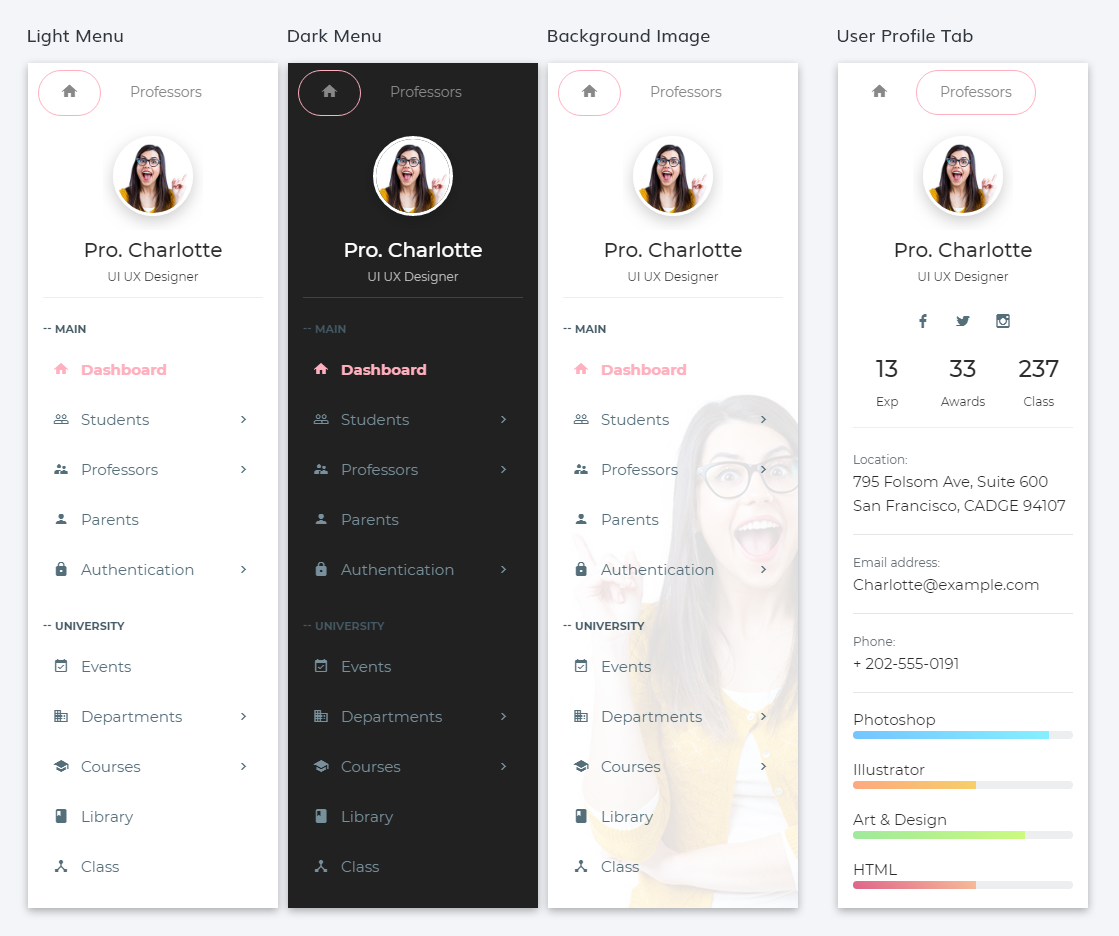 Light Menu
Dark Menu
Background Image
User Profile Tab
Professors
Pro. Charlotte
UI UX Designer
-- MAIN
Dashboard
Students
Professors
Parents
Authentication
-- UNIVERSITY
Events
Departments
Courses
Library
Class
Professors
Pro. Charlotte
UI UX Designer
-- MAIN
Dashboard
Students
Professors
Parents
Authentication
-- UNIVERSITY
Events
Departments
Courses
Library
Class
Professors
Pro. Charlotte
UI UX Designer
-- MAIN
Dashboard
Students
Professors
Parents
Authentication
-- UNIVERSITY
Events
Departments
Courses
Library
Class
Professors
Pro. Charlotte
UI UX Designer
13 33 237
Exp Awards Class
Location:
795 Folsom Ave, Suite 600
San Francisco, CADGE 94107
Email address:
Charlotte@example.com
Phone:
+ 202-555-0191
Photoshop
Illustrator
Art & Design
HTML